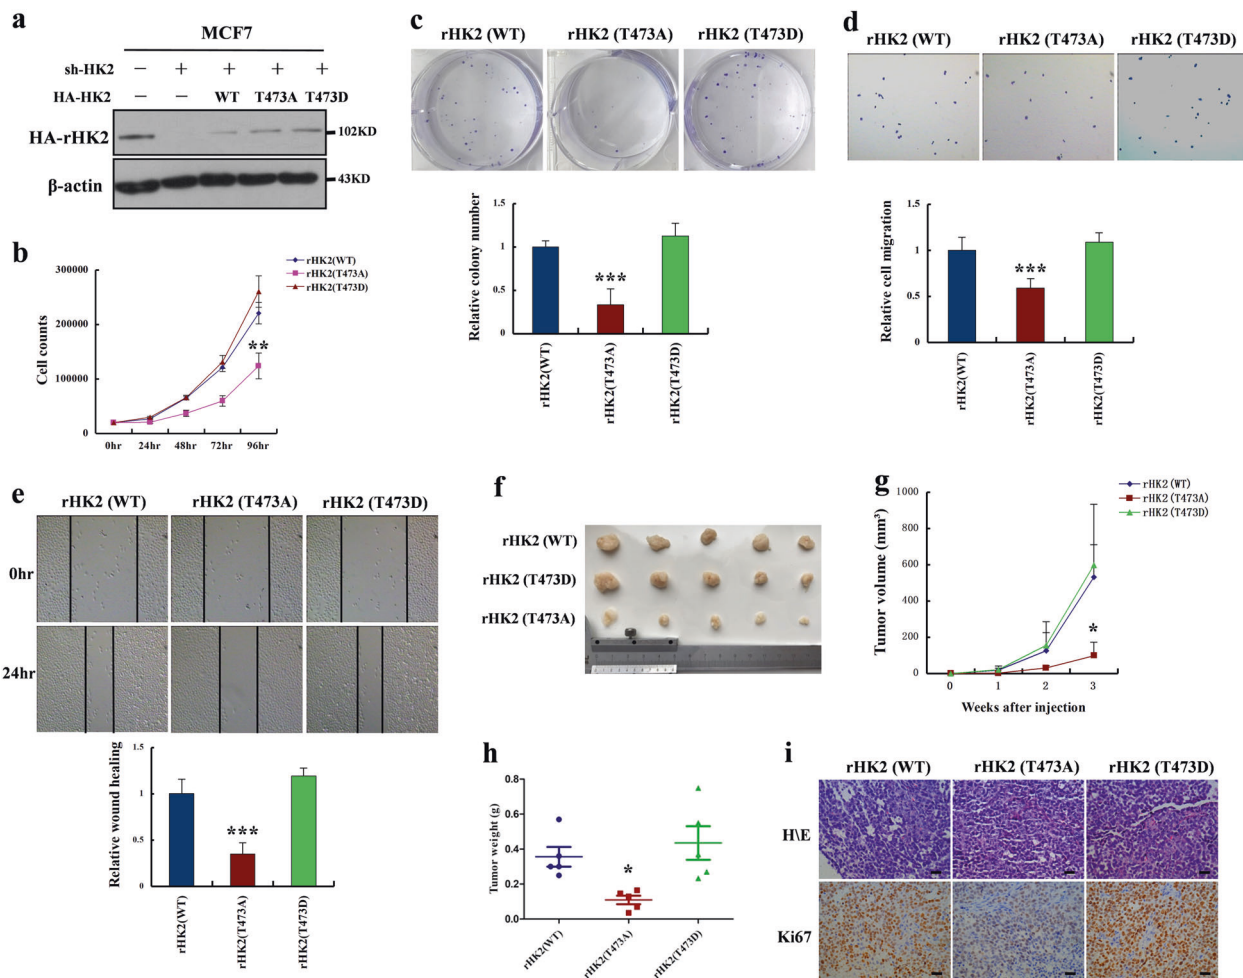 a
MCF7
sh-HK2 − + + + +
HA-HK2 − − WT T473A T473D
HA-rHK2
102KD
β-actin
43KD
b
300000
200000
100000
0
Cell counts
0hr 24hr 48hr 72hr 96hr
rHK2(WT)
rHK2(T473A)
rHK2(T473D)
**
c
rHK2 (WT) rHK2 (T473A) rHK2 (T473D)
Relative colony number
1.5
1
0.5
0
***
rHK2(WT)
rHK2(T473A)
rHK2(T473D)
d
rHK2 (WT) rHK2 (T473A) rHK2 (T473D)
Relative cell migration
1.5
1
0.5
0
***
rHK2(WT)
rHK2(T473A)
rHK2(T473D)
e
rHK2 (WT) rHK2 (T473A) rHK2 (T473D)
0hr
24hr
Relative wound healing
1.5
1
0.5
0
***
rHK2(WT)
rHK2(T473A)
rHK2(T473D)
f
rHK2 (WT)
rHK2 (T473D)
rHK2 (T473A)
g
rHK2 (WT)
rHK2 (T473A)
rHK2 (T473D)
Tumor volume (mm³)
1000
800
600
400
200
0
*
0 1 2 3
Weeks after injection
h
Tumor weight (g)
0.8
0.6
0.4
0.2
0.0
*
rHK2(WT)
rHK2(T473A)
rHK2(T473D)
i
rHK2 (WT) rHK2 (T473A) rHK2 (T473D)
H\E
Ki67